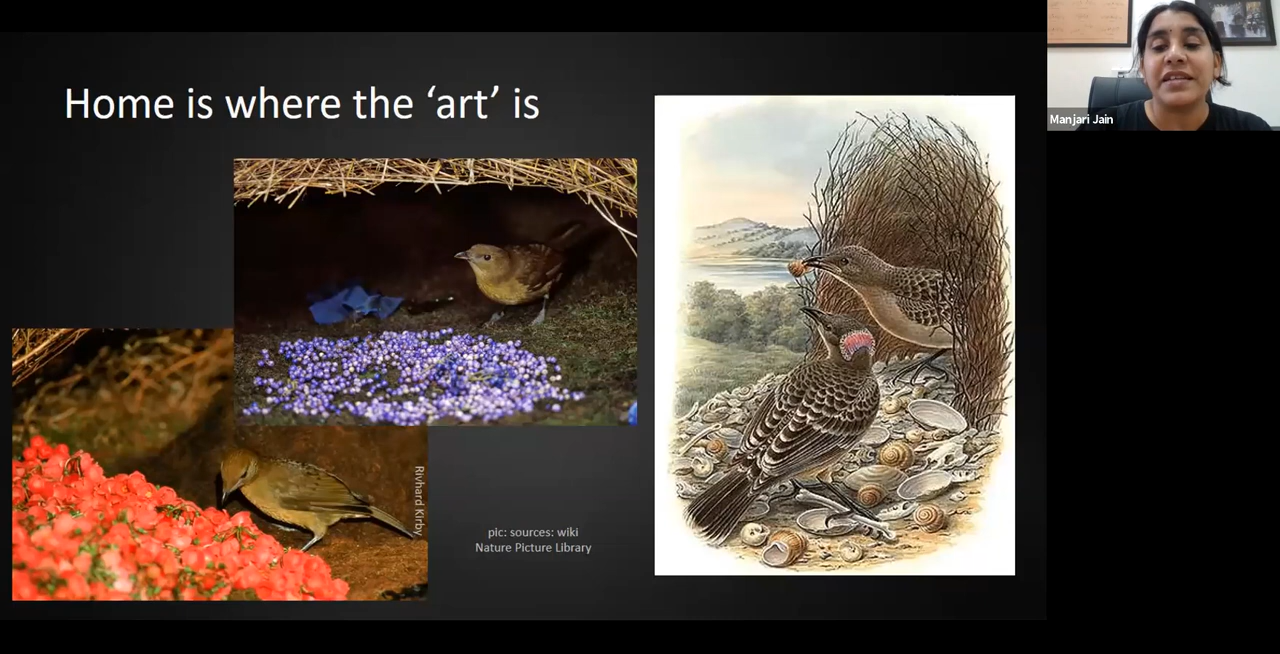 Home is where the ‘art’ is
Manjari Jain
Rivhard Kirby
pic: sources: wiki
Nature Picture Library